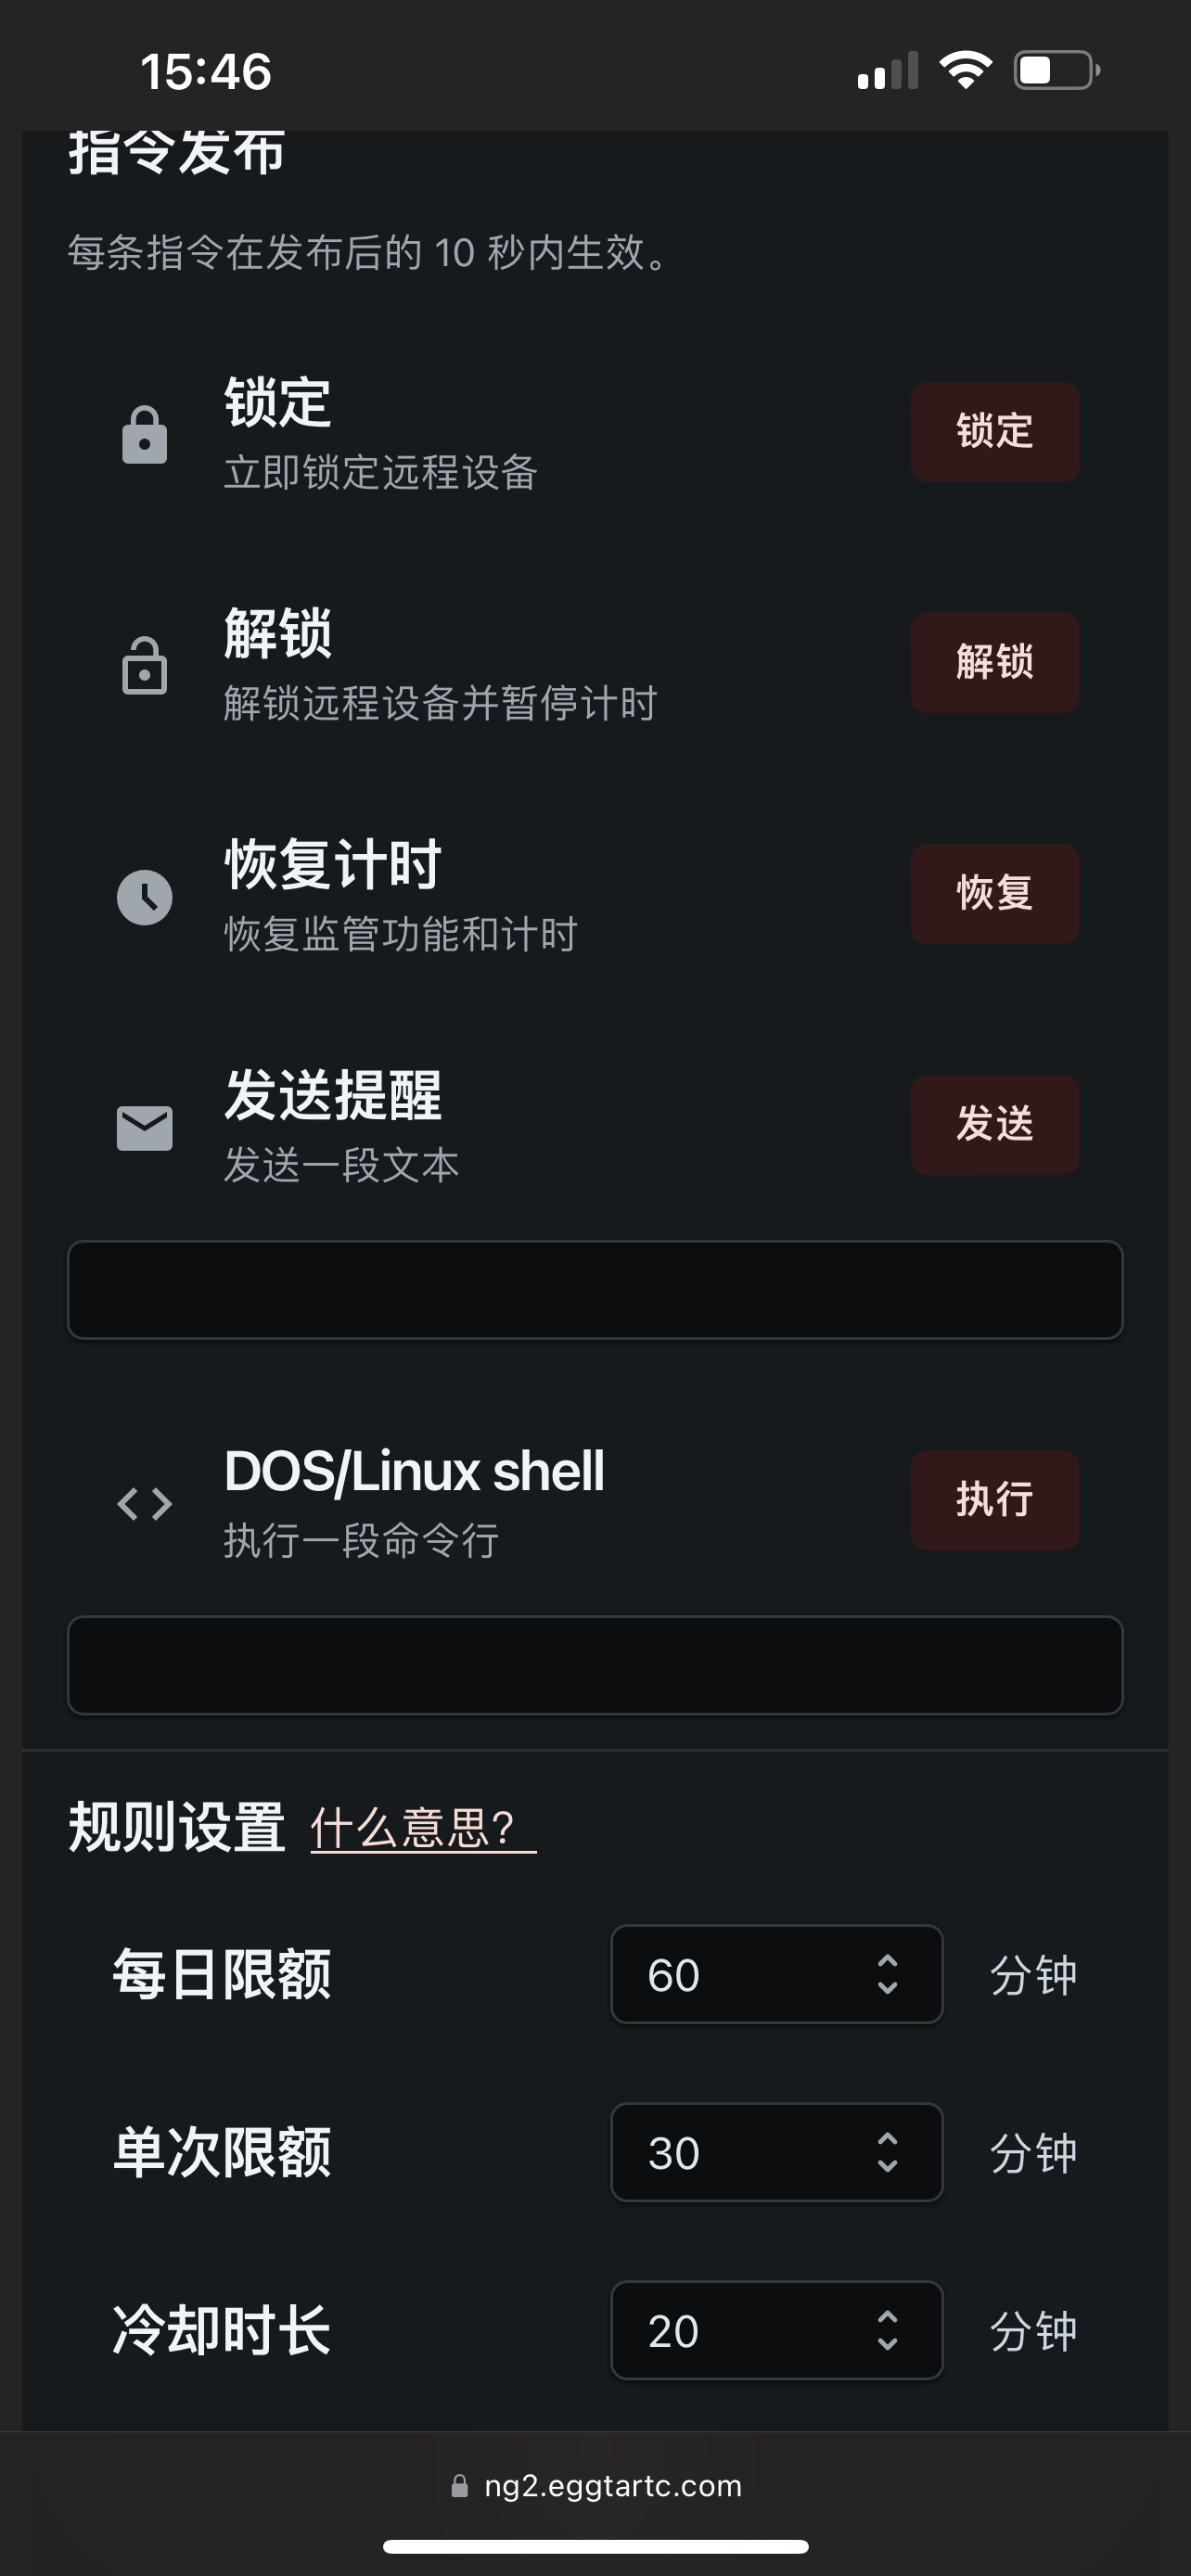 15:46
指令发布
每条指令在发布后的 10 秒内生效。
锁定
立即锁定远程设备
锁定
解锁
解锁远程设备并暂停计时
解锁
恢复计时
恢复监管功能和计时
恢复
发送提醒
发送一段文本
发送
DOS/Linux shell
执行一段命令行
执行
规则设置 什么意思?
每日限额 60 分钟
单次限额 30 分钟
冷却时长 20 分钟
ng2.eggtartc.com